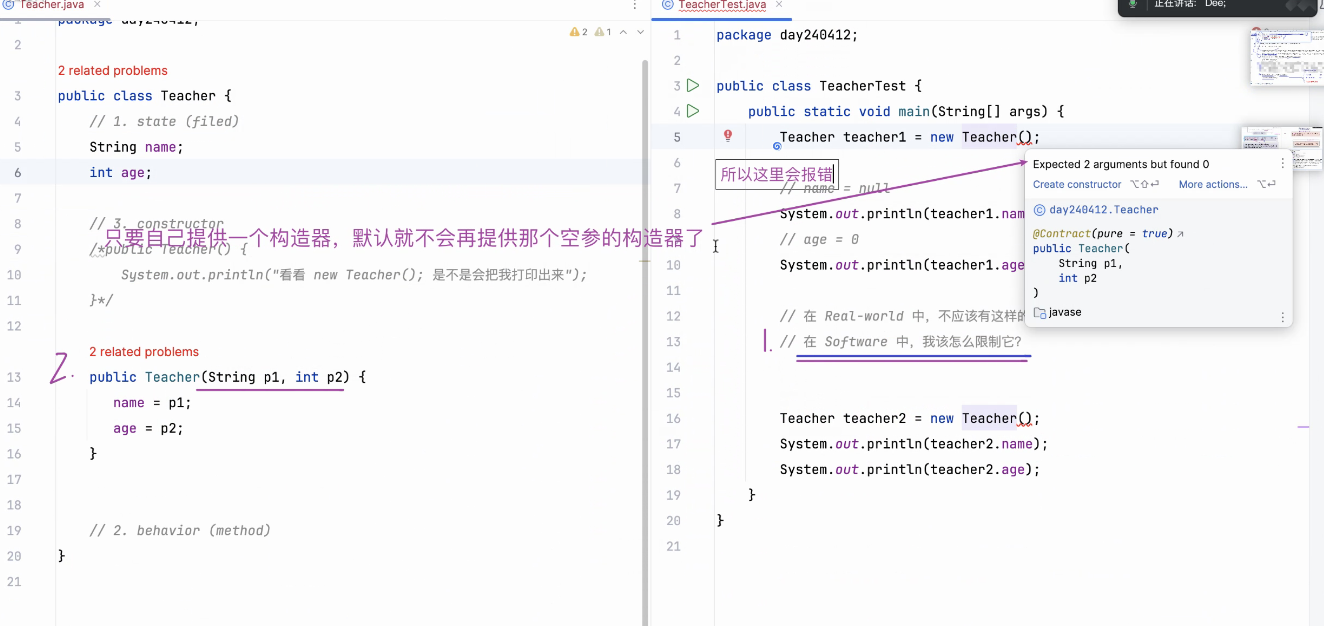 Teacher.java
package day240412;
2 1
2
2 related problems
3 public class Teacher {
4 // 1. state (filed)
5 String name;
6 int age;
7
8 // 3. constructor
只要自己提供一个构造器，默认就不会再提供那个空参的构造器了
9 /*public Teacher() {
10 System.out.println("看看 new Teacher(); 是不是会把我打印出来");
11 }*/
12
2 related problems
2.
13 public Teacher(String p1, int p2) {
14 name = p1;
15 age = p2;
16 }
17
18
19 // 2. behavior (method)
20 }
21
TeacherTest.java
正在讲话: Dee;
1 package day240412;
2
3 public class TeacherTest {
4 public static void main(String[] args) {
5 Teacher teacher1 = new Teacher();
6
所以这里会报错
7 // name = null
8 System.out.println(teacher1.nam
// age = 0
10 System.out.println(teacher1.age
11
12 // 在 Real-world 中，不应该有这样的
1.
13 // 在 Software 中，我该怎么限制它?
14
15
16 Teacher teacher2 = new Teacher();
17 System.out.println(teacher2.name);
18 System.out.println(teacher2.age);
19 }
20 }
21
Expected 2 arguments but found 0
Create constructor ⌥⇧⏎ More actions... ⌥⏎
day240412.Teacher
@Contract(pure = true)
public Teacher(
String p1,
int p2
)
javase